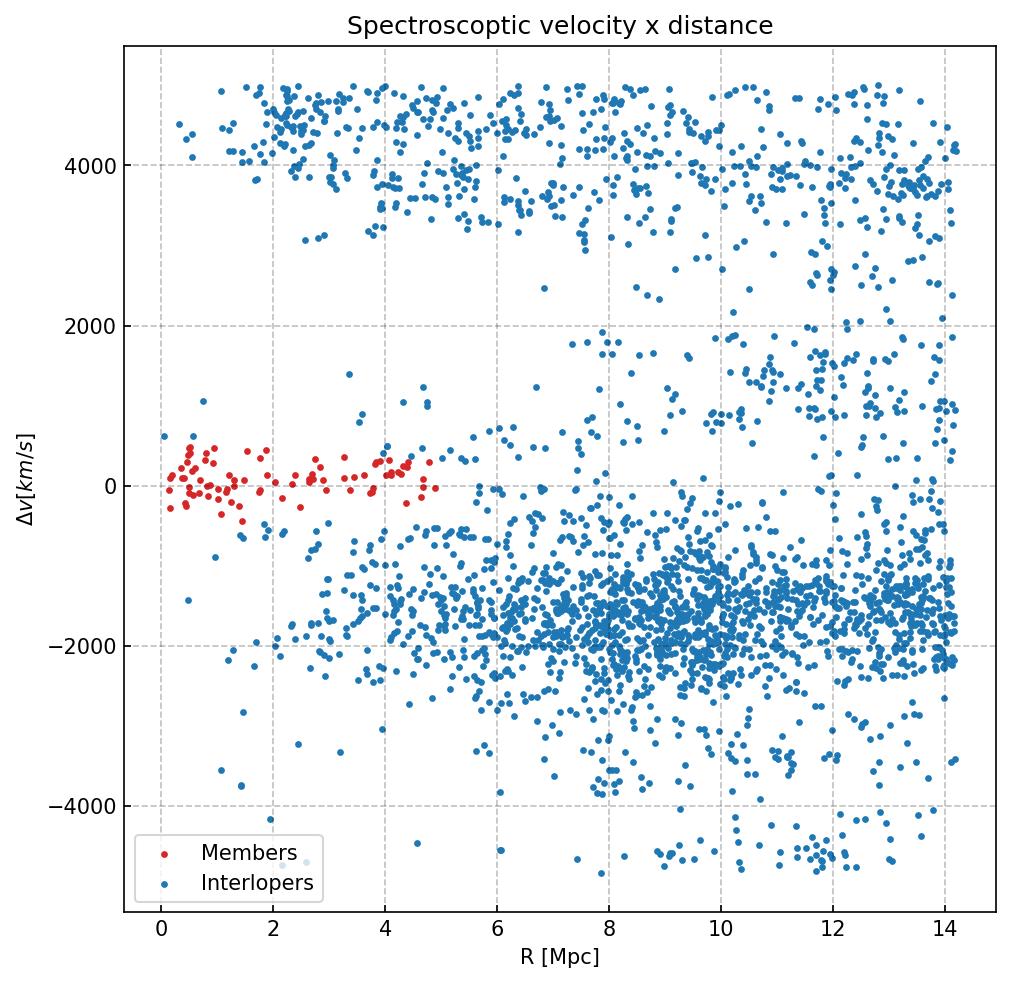 Spectroscoptic velocity x distance
4000
2000
0
−2000
−4000
Δv[km/s]
Members
Interlopers
0 2 4 6 8 10 12 14
R [Mpc]